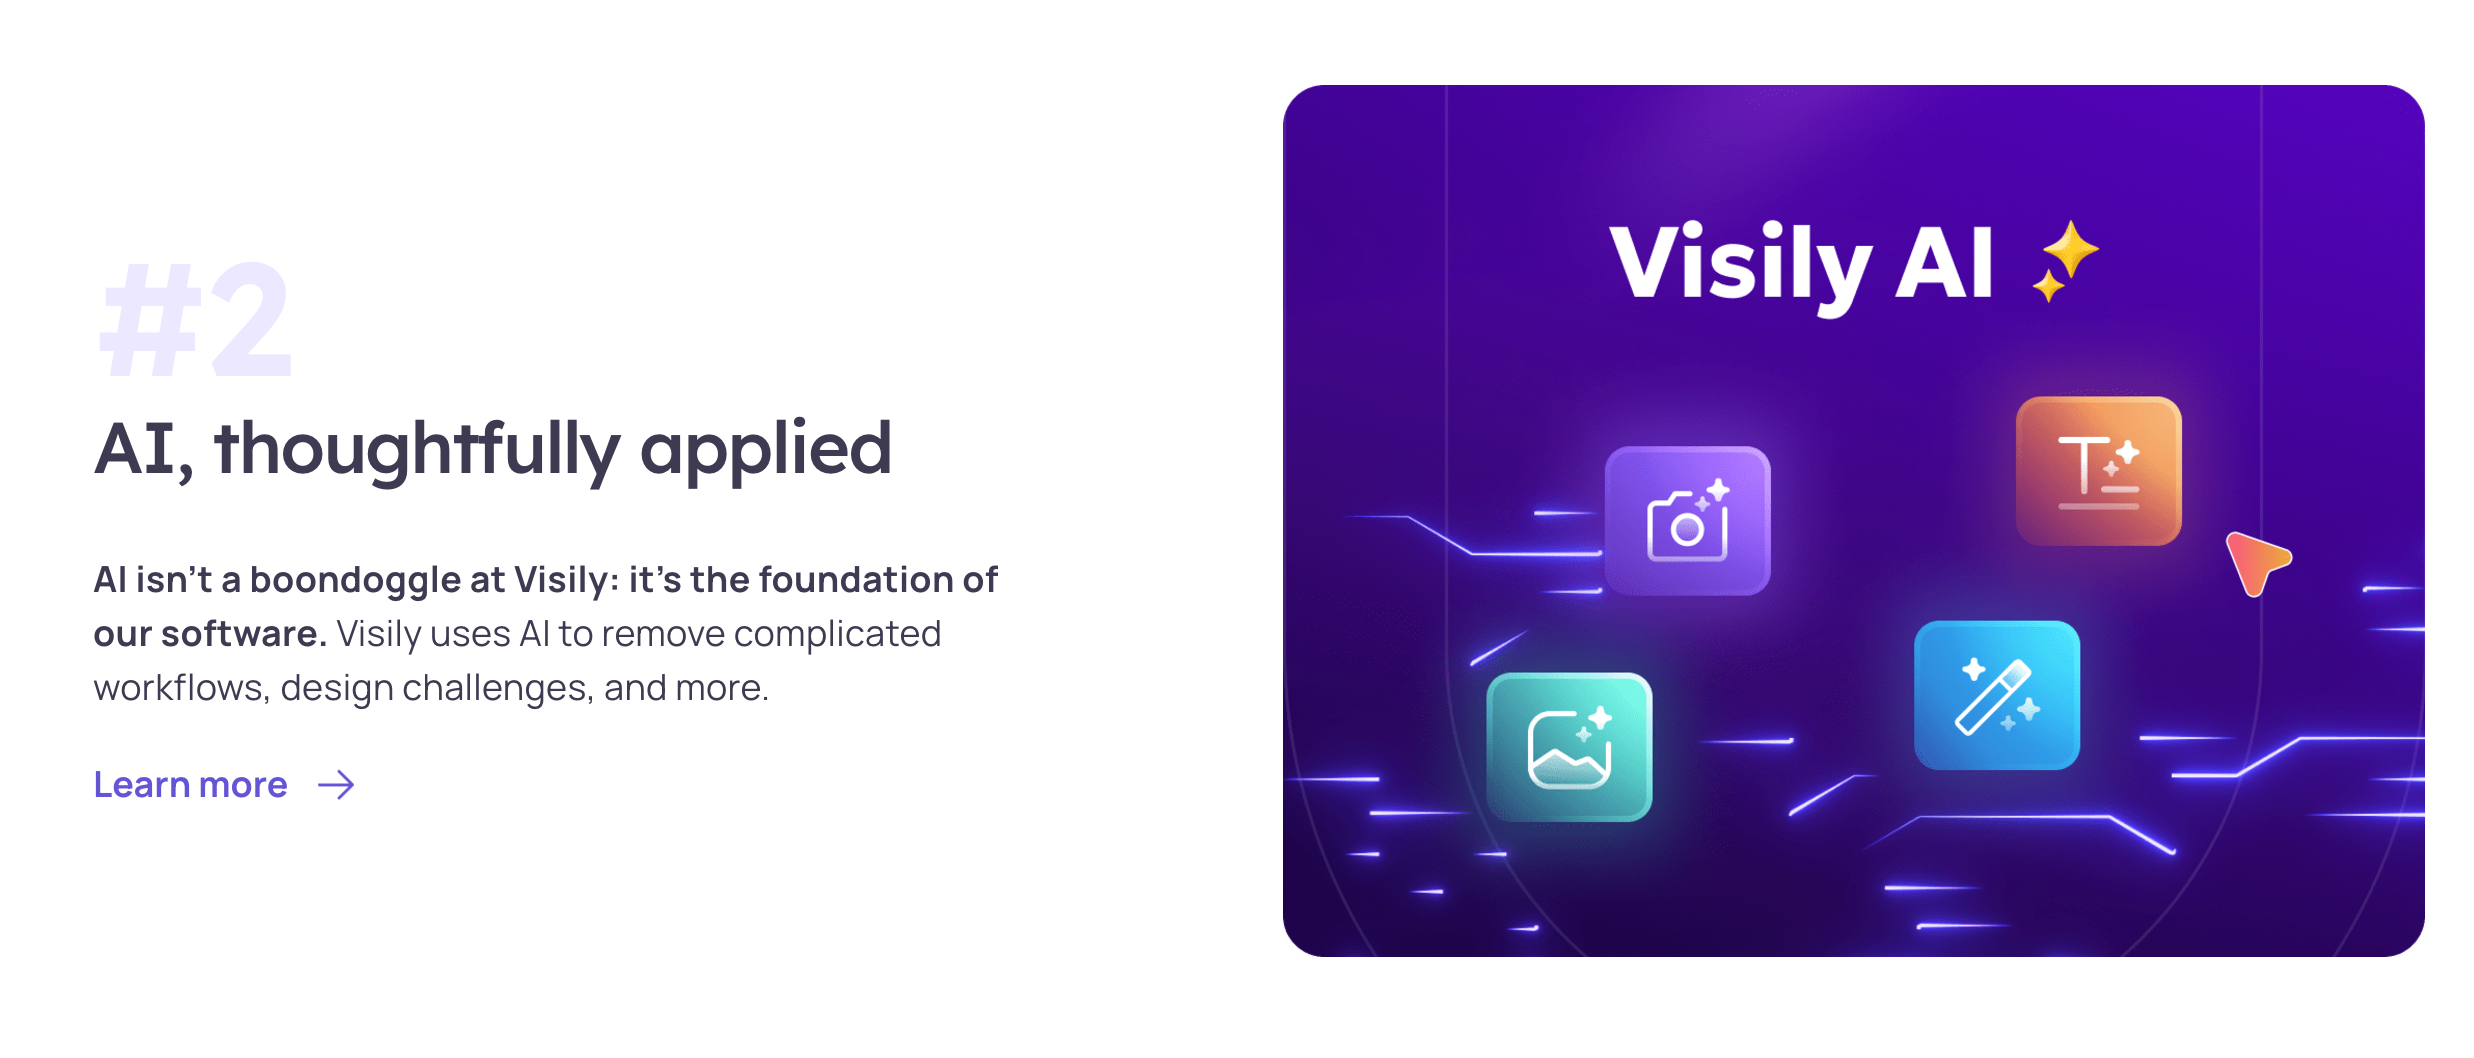 #2
AI, thoughtfully applied
AI isn’t a boondoggle at Visily: it’s the foundation of
our software. Visily uses AI to remove complicated
workflows, design challenges, and more.
Learn more →
Visily AI ✨